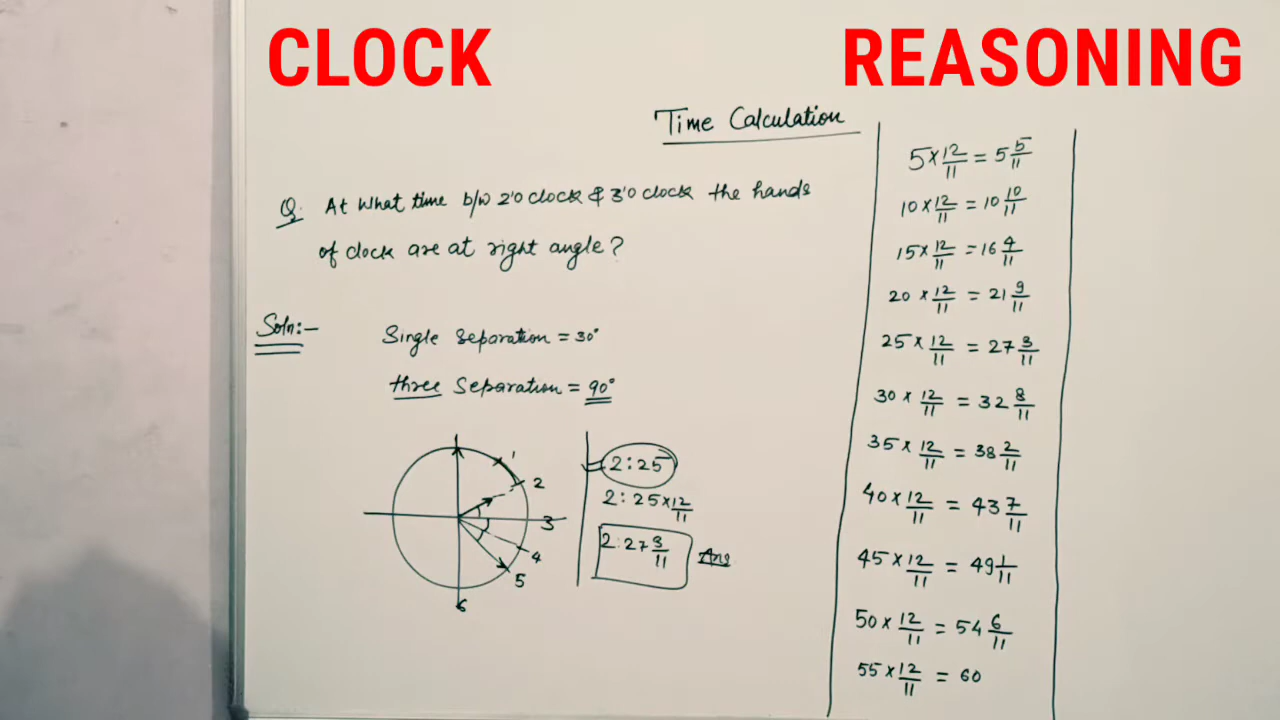 CLOCK REASONING
Time Calculation
Q. At what time b/w 2'0 clock & 3'0 clock the hands
of clock are at right angle?
Soln:-
Single Separation = 30°
three Separation = 90°
1
2
3
4
5
6
2:25
2:25×12/11
2:27 3/11 Ans
5×12/11 = 5 5/11
10×12/11 = 10 10/11
15×12/11 = 16 4/11
20×12/11 = 21 9/11
25×12/11 = 27 3/11
30×12/11 = 32 8/11
35×12/11 = 38 2/11
40×12/11 = 43 7/11
45×12/11 = 49 1/11
50×12/11 = 54 6/11
55×12/11 = 60